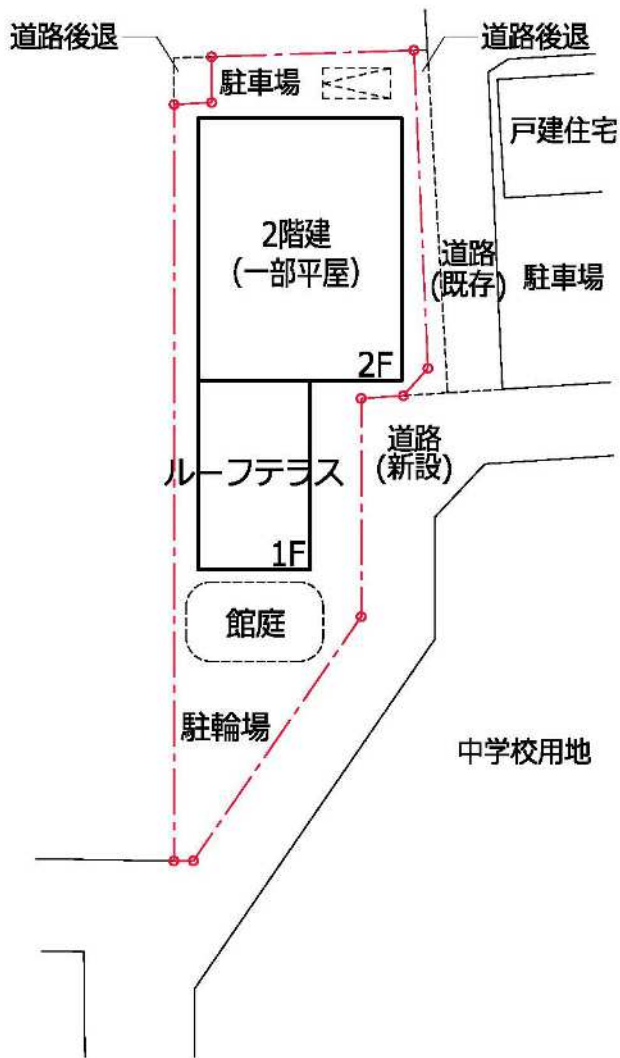 道路後退
道路後退
駐車場
戸建住宅
2階建
(一部平屋)
道路
(既存)
駐車場
2F
道路
(新設)
ルーフテラス
1F
館庭
駐輪場
中学校用地